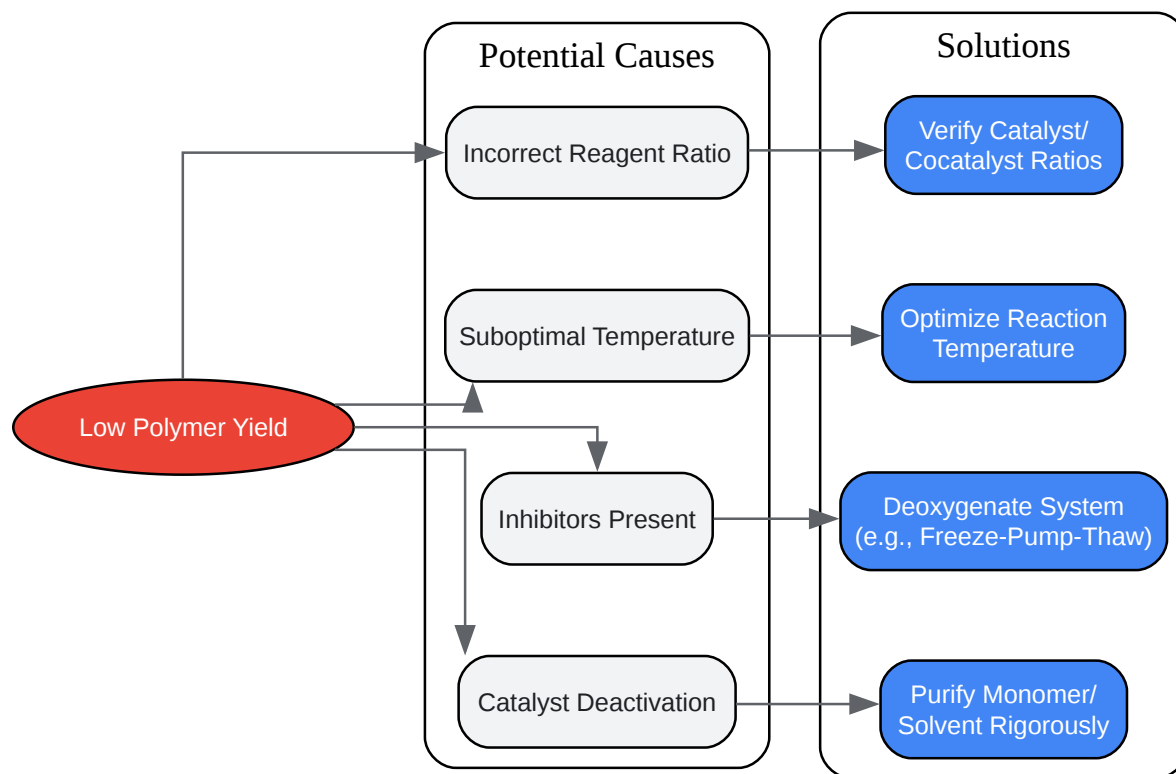 Potential Causes
Solutions
Incorrect Reagent Ratio
Verify Catalyst/
Cocatalyst Ratios
Suboptimal Temperature
Optimize Reaction
Temperature
Low Polymer Yield
Inhibitors Present
Deoxygenate System
(e.g., Freeze-Pump-Thaw)
Catalyst Deactivation
Purify Monomer/
Solvent Rigorously